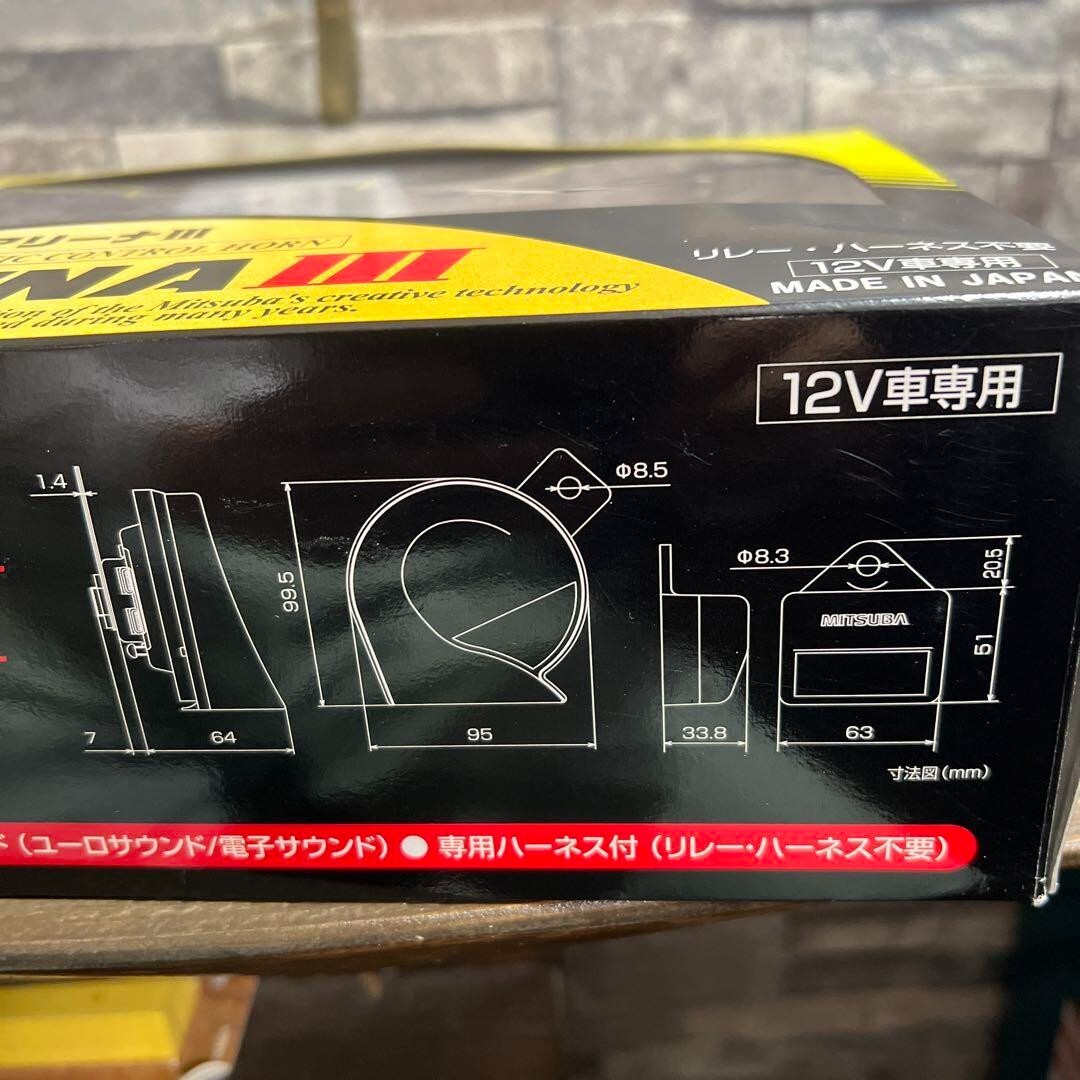 アリーナIII
IC CONTROL HORN
NA III
ion of the Mitsuba's creative technology
ed during many years.
リレー・ハーネス不要
12V車専用
MADE IN JAPAN
12V車専用
1.4
99.5
Φ8.5
Φ8.3
20.5
MITSUBA
51
7
64
95
33.8
63
寸法図(mm)
(ユーロサウンド/電子サウンド) ● 専用ハーネス付 (リレー・ハーネス不要)